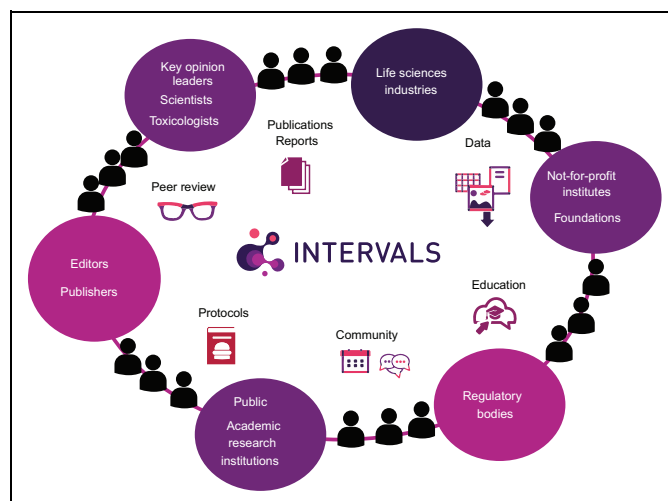 Key opinion
leaders
Scientists
Toxicologists
Life sciences
industries
Publications
Reports
Data
Peer review
Not-for-profit
institutes
Foundations
INTERVALS
Editors
Publishers
Education
Protocols
Community
Public
Academic
research
institutions
Regulatory
bodies